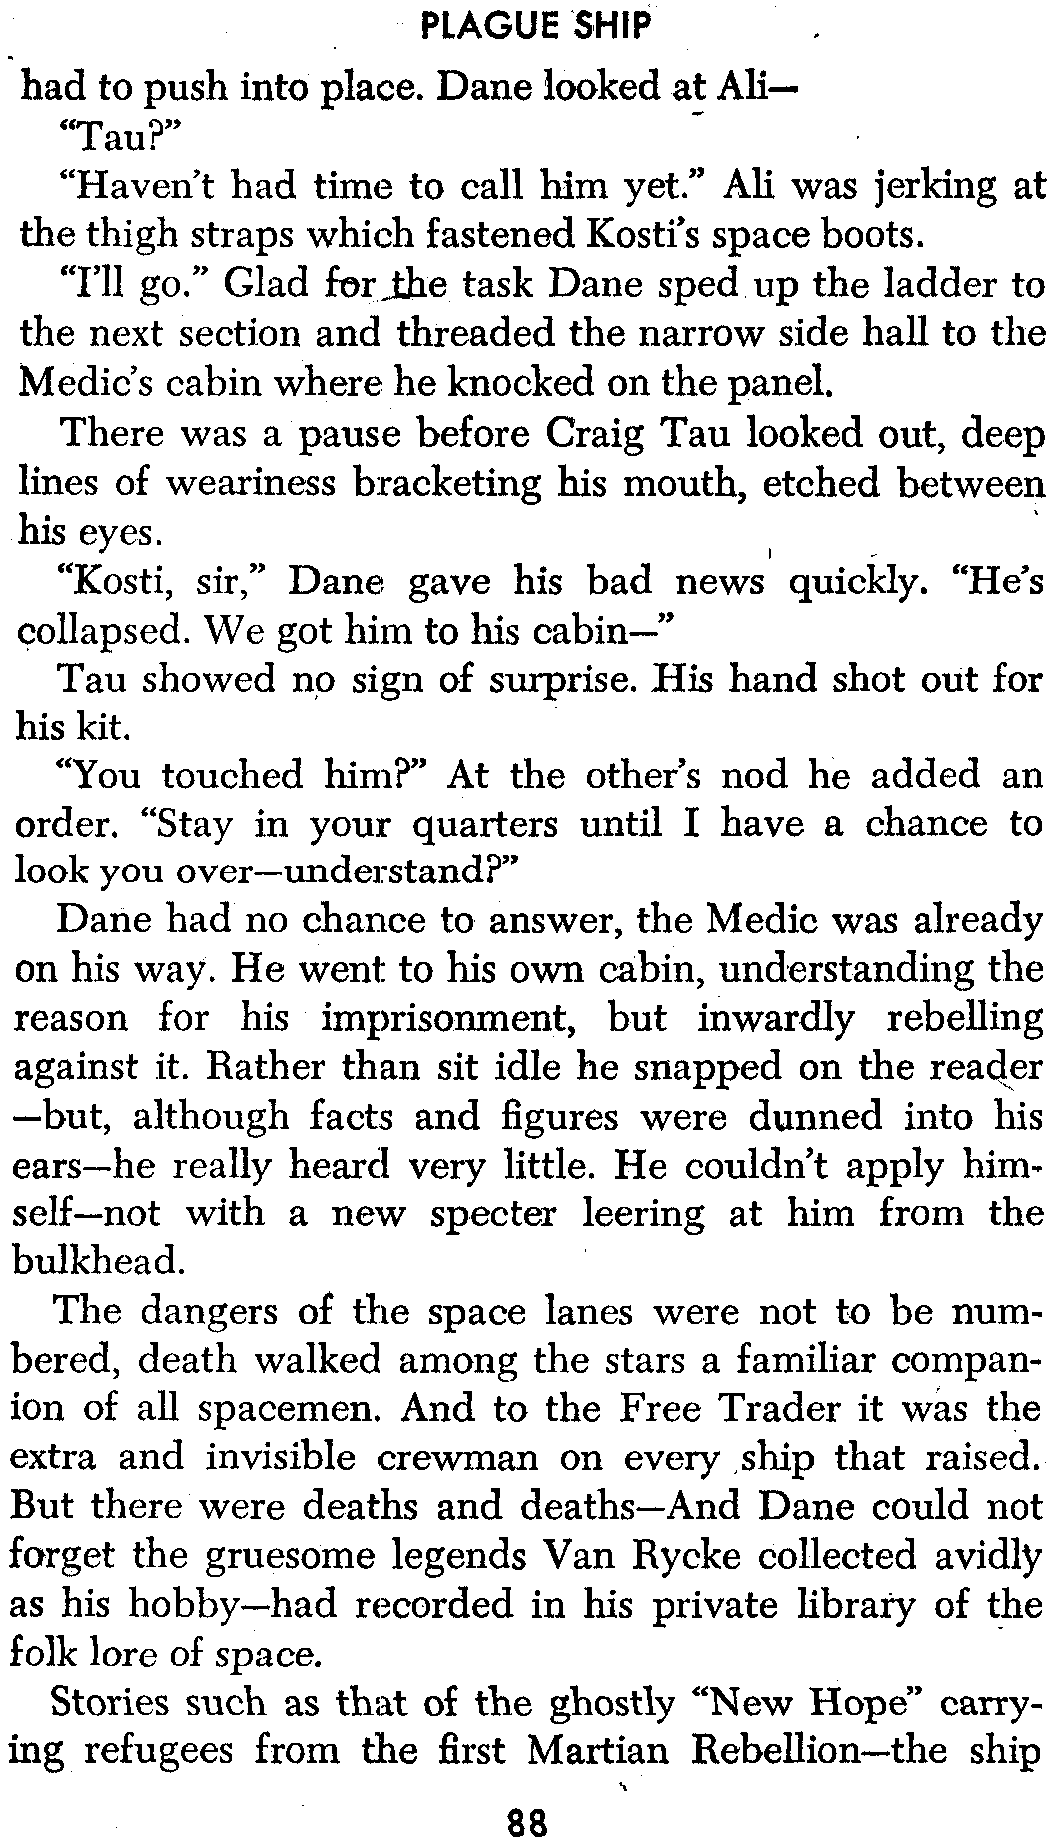 PLAGUE SHIP
had to push into place. Dane looked at Ali—
“Tau?”
“Haven’t had time to call him yet.” Ali was jerking at
the thigh straps which fastened Kosti’s space boots.
“I’ll go.” Glad for the task Dane sped up the ladder to
the next section and threaded the narrow side hall to the
Medic’s cabin where he knocked on the panel.
There was a pause before Craig Tau looked out, deep
lines of weariness bracketing his mouth, etched between
his eyes.
“Kosti, sir,” Dane gave his bad news quickly. “He’s
collapsed. We got him to his cabin—”
Tau showed no sign of surprise. His hand shot out for
his kit.
“You touched him?” At the other’s nod he added an
order. “Stay in your quarters until I have a chance to
look you over—understand?”
Dane had no chance to answer, the Medic was already
on his way. He went to his own cabin, understanding the
reason for his imprisonment, but inwardly rebelling
against it. Rather than sit idle he snapped on the reader
—but, although facts and figures were dunned into his
ears—he really heard very little. He couldn’t apply him-
self—not with a new specter leering at him from the
bulkhead.
The dangers of the space lanes were not to be num-
bered, death walked among the stars a familiar compan-
ion of all spacemen. And to the Free Trader it was the
extra and invisible crewman on every ship that raised.
But there were deaths and deaths—And Dane could not
forget the gruesome legends Van Rycke collected avidly
as his hobby—had recorded in his private library of the
folk lore of space.
Stories such as that of the ghostly “New Hope” carry-
ing refugees from the first Martian Rebellion—the ship
88